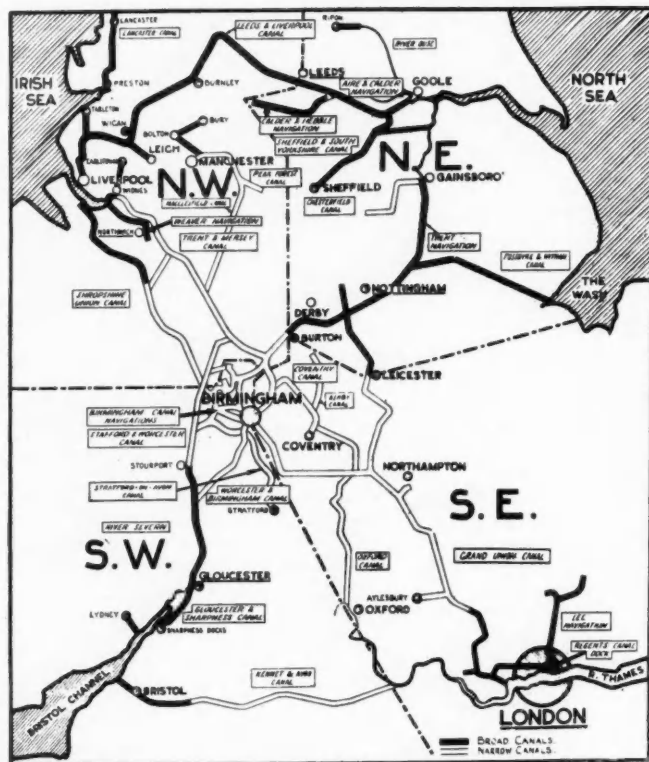 LANCASTER
LANCASTER CANAL
LEEDS & LIVERPOOL
CANAL
RIPON
RIVER OUSE
IRISH
SEA
NORTH
SEA
PRESTON
BURNLEY
LEEDS
AIRE & CALDER
NAVIGATION
GOOLE
TARLETON
WIGAN
BOLTON
BURY
CALDER & HEBBLE
NAVIGATION
SHEFFIELD & SOUTH
YORKSHIRE CANAL
LEIGH
MANCHESTER
N.W.
N.E.
LIVERPOOL
WIDNES
PEAK FOREST
CANAL
SHEFFIELD
CHESTERFIELD
CANAL
GAINSBORO'
WEAVER NAVIGATION
NORTHWICH
TRENT & MERSEY
CANAL
TRENT
NAVIGATION
FOSSDYKE & WITHAM
CANAL
SHROPSHIRE
UNION CANAL
THE
WASH
DERBY
NOTTINGHAM
BURTON
COVENTRY
CANAL
LEICESTER
BIRMINGHAM
ASHBY
CANAL
BIRMINGHAM CANAL
NAVIGATIONS
STAFFORD & WORCESTER
CANAL
COVENTRY
STOURPORT
NORTHAMPTON
STRATFORD-ON-AVON
CANAL
WORCESTER &
BIRMINGHAM CANAL
STRATFORD
S.E.
RIVER SEVERN
S.W.
OXFORD
CANAL
GRAND UNION CANAL
GLOUCESTER
AYLESBURY
OXFORD
LYDNEY
GLOUCESTER &
SHARPNESS CANAL
SHARPNESS DOCKS
LEE
NAVIGATION
REGENTS CANAL
DOCK
BRISTOL CHANNEL
BRISTOL
KENNET & AVON
CANAL
R. THAMES
LONDON
BROAD CANALS.
NARROW CANALS.